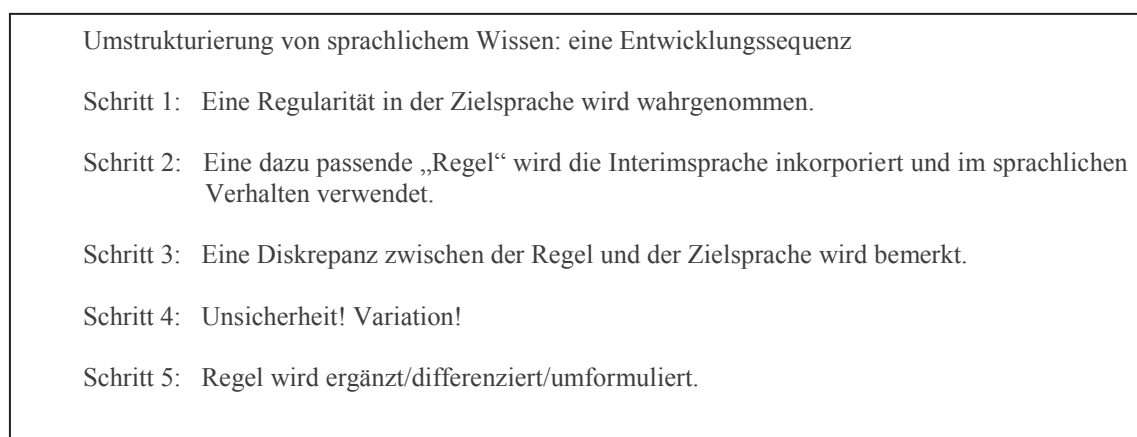 Umstrukturierung von sprachlichem Wissen: eine Entwicklungssequenz
Schritt 1: Eine Regularität in der Zielsprache wird wahrgenommen.
Schritt 2: Eine dazu passende „Regel“ wird die Interimsprache inkorporiert und im sprachlichen
Verhalten verwendet.
Schritt 3: Eine Diskrepanz zwischen der Regel und der Zielsprache wird bemerkt.
Schritt 4: Unsicherheit! Variation!
Schritt 5: Regel wird ergänzt/differenziert/umformuliert.